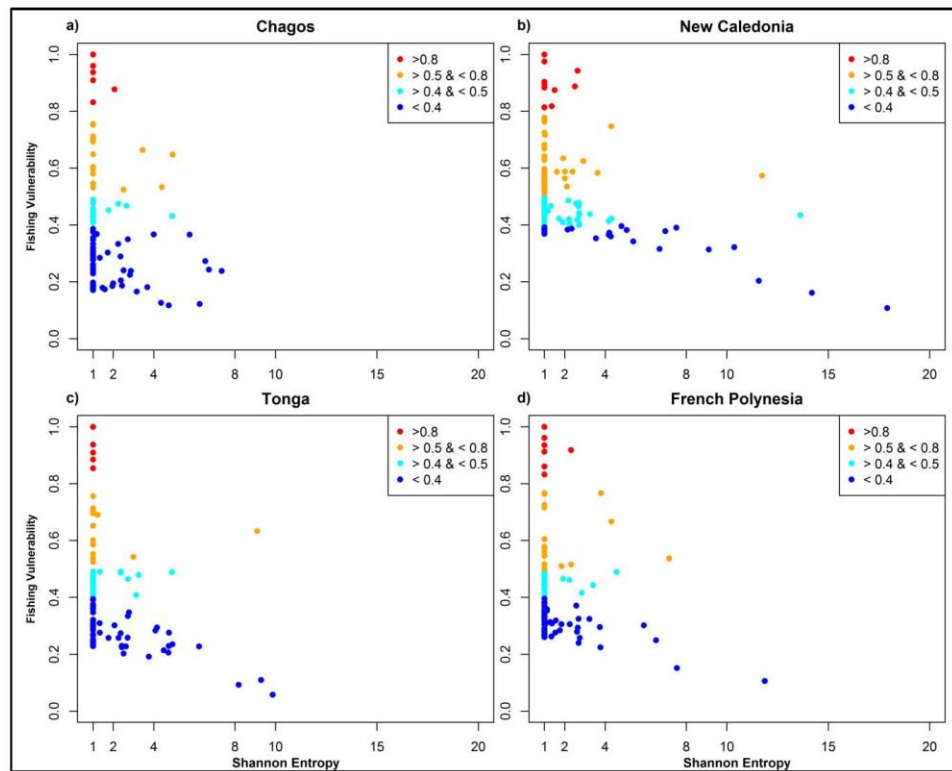 a) Chagos
>0.8
> 0.5 & < 0.8
> 0.4 & < 0.5
< 0.4
Fishing Vulnerability
1.0
0.8
0.6
0.4
0.2
0.0
1 2 4 8 10 15 20
b) New Caledonia
>0.8
> 0.5 & < 0.8
> 0.4 & < 0.5
< 0.4
1.0
0.8
0.6
0.4
0.2
0.0
1 2 4 8 10 15 20
c) Tonga
>0.8
> 0.5 & < 0.8
> 0.4 & < 0.5
< 0.4
Fishing Vulnerability
1.0
0.8
0.6
0.4
0.2
0.0
1 2 4 8 10 15 20
Shannon Entropy
d) French Polynesia
>0.8
> 0.5 & < 0.8
> 0.4 & < 0.5
< 0.4
1.0
0.8
0.6
0.4
0.2
0.0
1 4 10 15 20
Shannon Entropy